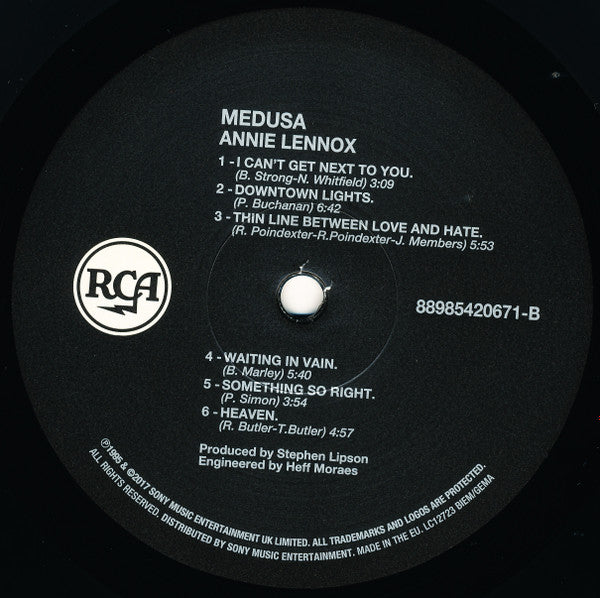 MEDUSA
ANNIE LENNOX
1 - I CAN'T GET NEXT TO YOU.
(B. Strong-N. Whitfield) 3:09
2 - DOWNTOWN LIGHTS.
(P. Buchanan) 6:42
3 - THIN LINE BETWEEN LOVE AND HATE.
(R. Poindexter-R.Poindexter-J. Members) 5:53
RCA
88985420671-B
4 - WAITING IN VAIN.
(B. Marley) 5:40
5 - SOMETHING SO RIGHT.
(P. Simon) 3:54
6 - HEAVEN.
(R. Butler-T.Butler) 4:57
Produced by Stephen Lipson
Engineered by Heff Moraes
℗1995 & ©2017 SONY MUSIC ENTERTAINMENT UK LIMITED. ALL TRADEMARKS AND LOGOS ARE PROTECTED.
ALL RIGHTS RESERVED. DISTRIBUTED BY SONY MUSIC ENTERTAINMENT. MADE IN THE EU. LC12723 BIEM/GEMA